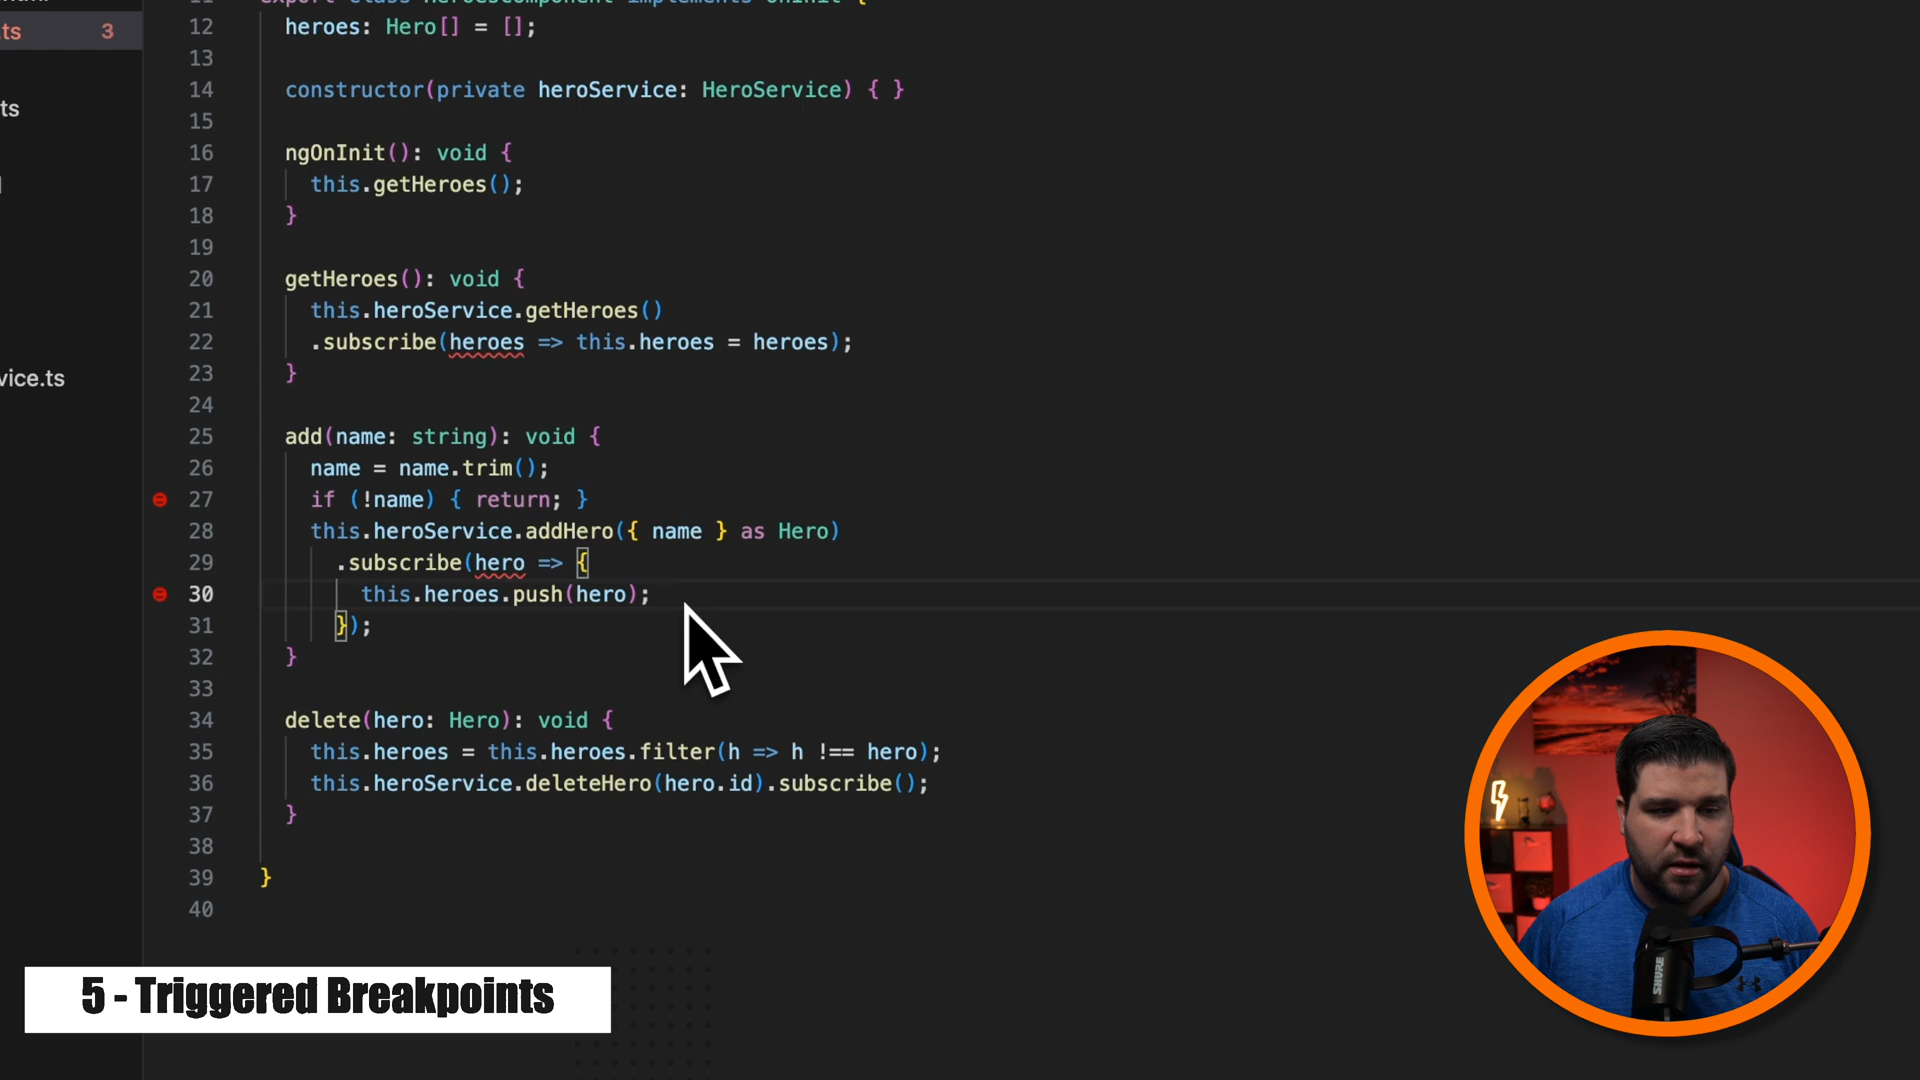 .ts 3
ts
vice.ts
12 heroes: Hero[] = [];
13
14 constructor(private heroService: HeroService) { }
15
16 ngOnInit(): void {
17 this.getHeroes();
18 }
19
20 getHeroes(): void {
21 this.heroService.getHeroes()
22 .subscribe(heroes => this.heroes = heroes);
23 }
24
25 add(name: string): void {
26 name = name.trim();
27 if (!name) { return; }
28 this.heroService.addHero({ name } as Hero)
29 .subscribe(hero => {
30 this.heroes.push(hero);
31 });
32 }
33
34 delete(hero: Hero): void {
35 this.heroes = this.heroes.filter(h => h !== hero);
36 this.heroService.deleteHero(hero.id).subscribe();
37 }
38
39 }
40
5 - Triggered Breakpoints
SHURE